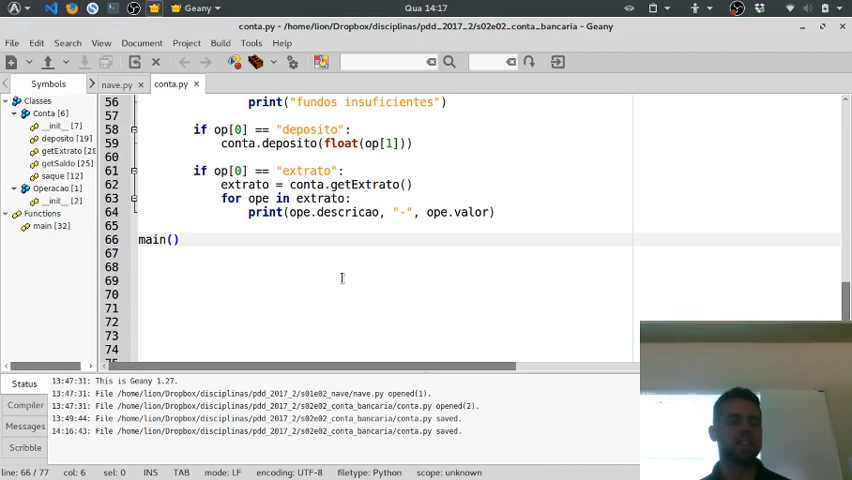 Geany
Qua 14:17
conta.py - /home/lion/Dropbox/disciplinas/pdd_2017_2/s02e02_conta_bancaria - Geany
File Edit Search View Document Project Build Tools Help
Symbols
nave.py
conta.py
Classes
Conta [6]
__init__ [7]
deposito [19]
getExtrato [28
getSaldo [25]
saque [12]
Operacao [1]
__init__ [2]
Functions
main [32]
56 print("fundos insuficientes")
57
58 if op[0] == "deposito":
59 conta.deposito(float(op[1]))
60
61 if op[0] == "extrato":
62 extrato = conta.getExtrato()
63 for ope in extrato:
64 print(ope.descricao, "-", ope.valor)
65
66 main()
67
68
69
70
71
72
73
74
Status
Compiler
Messages
Scribble
13:47:31: This is Geany 1.27.
13:47:31: File /home/lion/Dropbox/disciplinas/pdd_2017_2/s01e02_nave/nave.py opened(1).
13:47:31: File /home/lion/Dropbox/disciplinas/pdd_2017_2/s02e02_conta_bancaria/conta.py opened(2).
13:49:44: File /home/lion/Dropbox/disciplinas/pdd_2017_2/s02e02_conta_bancaria/conta.py saved.
14:16:43: File /home/lion/Dropbox/disciplinas/pdd_2017_2/s02e02_conta_bancaria/conta.py saved.
line: 66 / 77 col: 6 sel: 0 INS TAB mode: LF encoding: UTF-8 filetype: Python scope: unknown